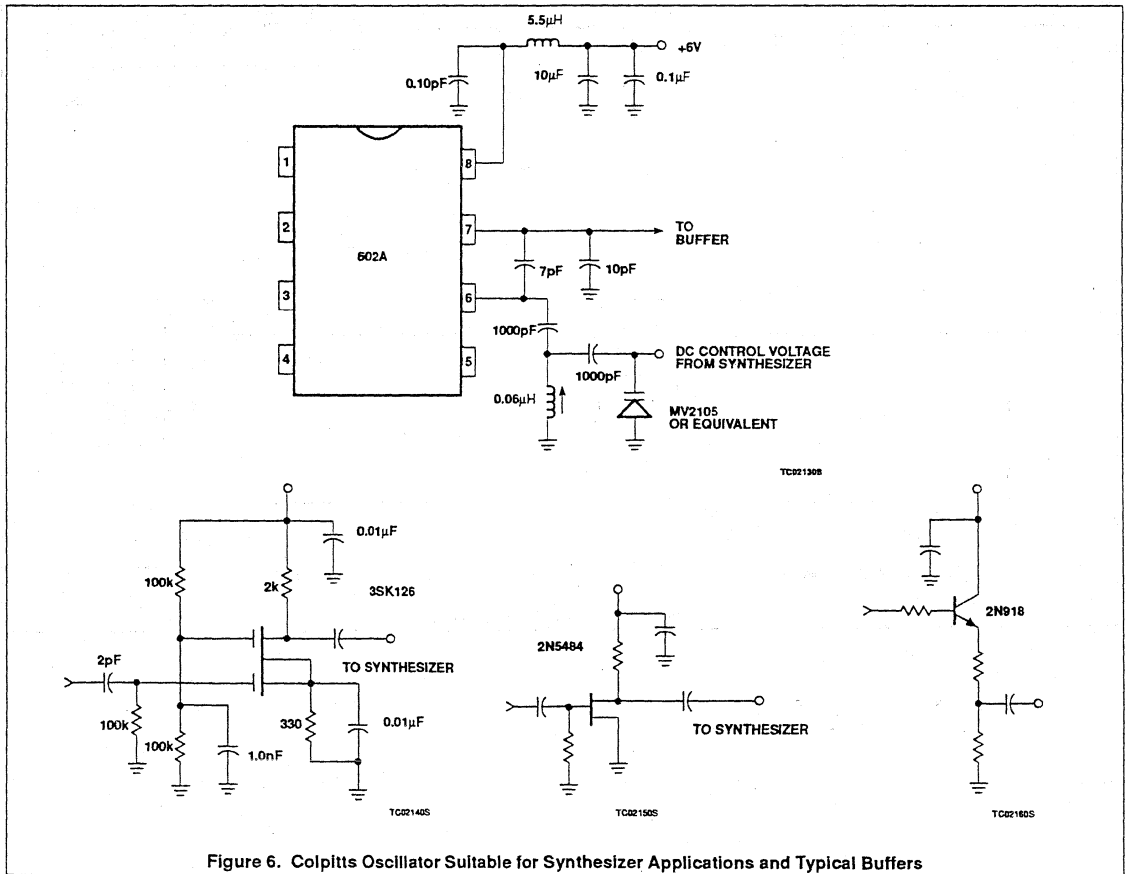 5.5µH
+6V
0.10pF
10µF
0.1µF
1
8
2
7
TO
BUFFER
602A
7pF
10pF
3
6
1000pF
DC CONTROL VOLTAGE
FROM SYNTHESIZER
4
5
1000pF
0.06µH
MV2105
OR EQUIVALENT
TC02130S
0.01µF
100k
2k
3SK126
2N918
2N5484
2pF
TO SYNTHESIZER
330
0.01µF
100k
100k
1.0nF
TO SYNTHESIZER
TC02140S
TC02150S
TC02160S
Figure 6. Colpitts Oscillator Suitable for Synthesizer Applications and Typical Buffers